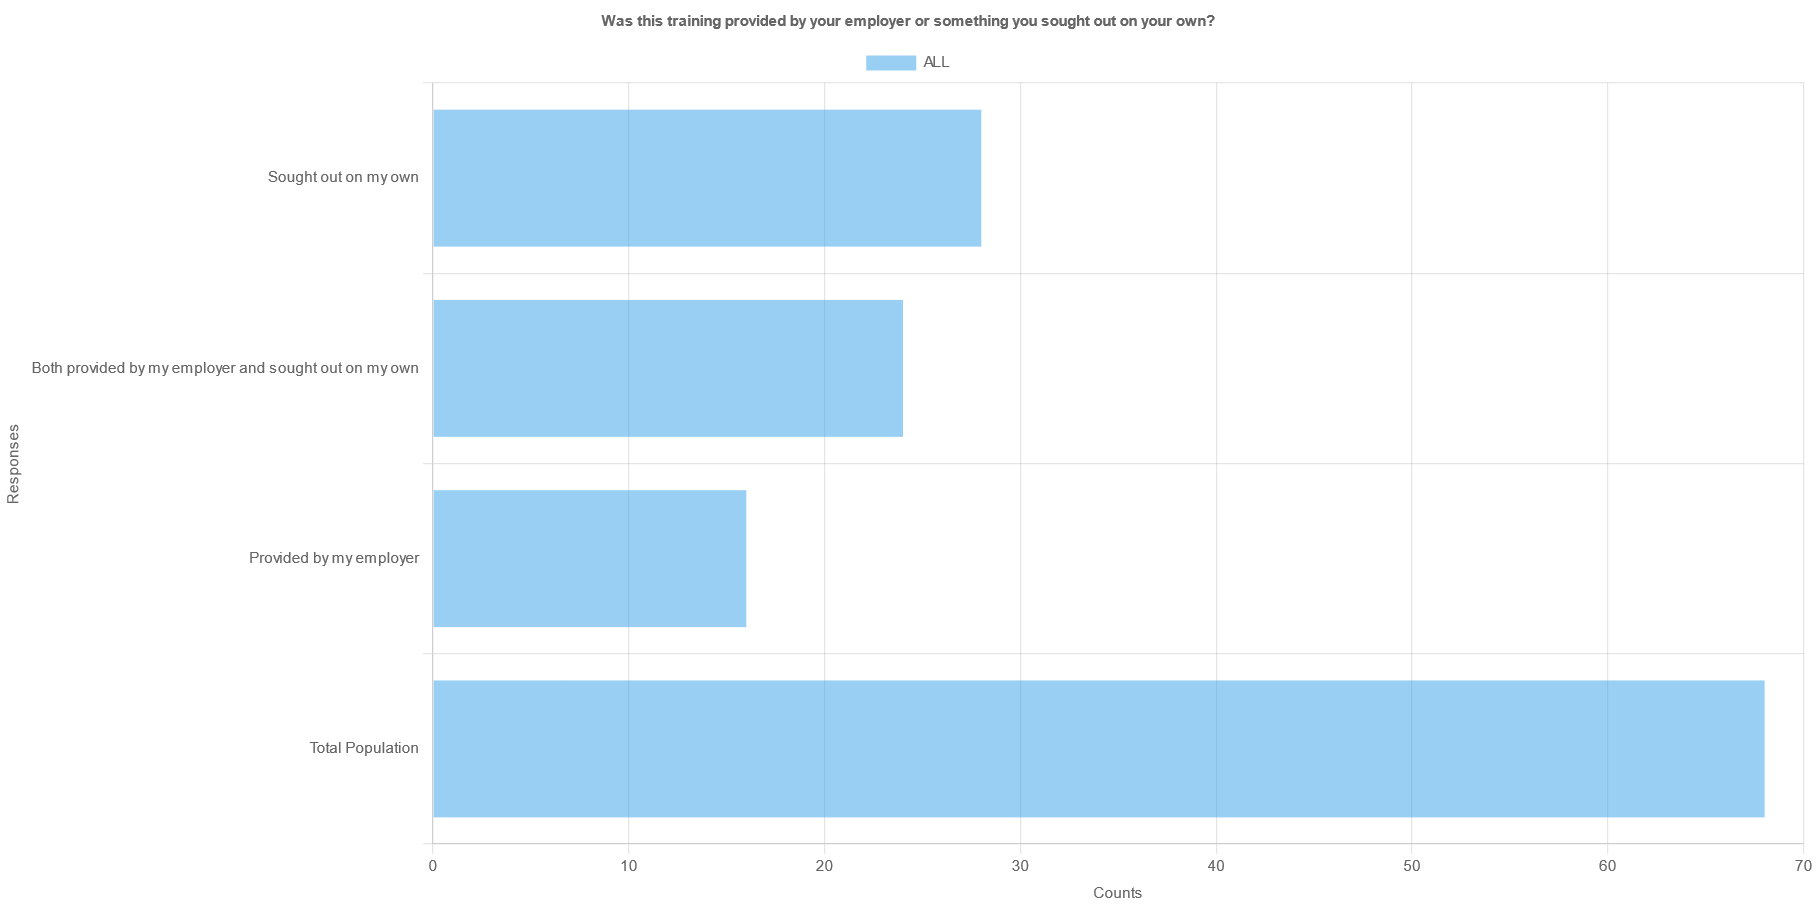 Was this training provided by your employer or something you sought out on your own?
ALL
Sought out on my own
Both provided by my employer and sought out on my own
Provided by my employer
Total Population
Responses
0 10 20 30 40 50 60 70
Counts